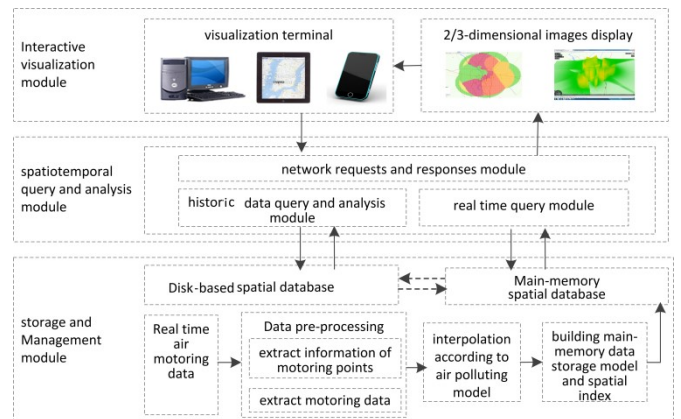 visualization terminal
2/3-dimensional images display
Interactive
visualization
module
network requests and responses module
spatiotemporal
query and analysis
module
historic data query and analysis
module
real time query module
Disk-based spatial database
Main-memory
spatial database
storage and
Management
module
Real time
air
motoring
data
Data pre-processing
extract information of
motoring points
extract motoring data
interpolation
according to
air polluting
model
building main-
memory data
storage model
and spatial
index